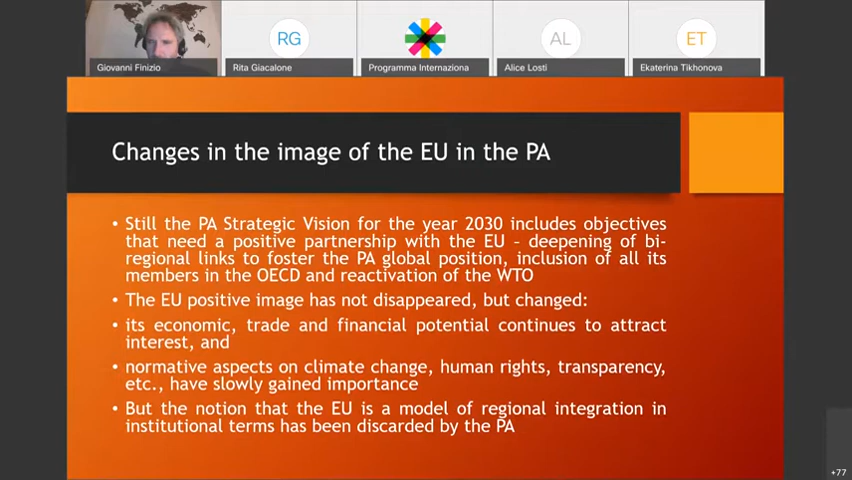 RG
AL
ET
Giovanni Finizio
Rita Giacalone
Programma Internaziona
Alice Losti
Ekaterina Tikhonova
Changes in the image of the EU in the PA
• Still the PA Strategic Vision for the year 2030 includes objectives
that need a positive partnership with the EU – deepening of bi-
regional links to foster the PA global position, inclusion of all its
members in the OECD and reactivation of the WTO
• The EU positive image has not disappeared, but changed:
• its economic, trade and financial potential continues to attract
interest, and
• normative aspects on climate change, human rights, transparency,
etc., have slowly gained importance
• But the notion that the EU is a model of regional integration in
institutional terms has been discarded by the PA
+77